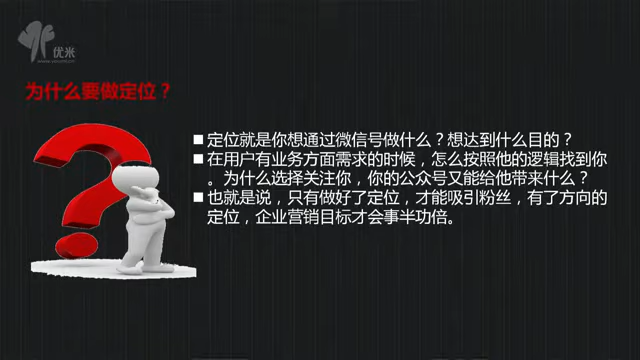 优米
为什么要做定位？
■ 定位就是你想通过微信号做什么？想达到什么目的？
■ 在用户有业务方面需求的时候，怎么按照他的逻辑找到你
。为什么选择关注你，你的公众号又能给他带来什么？
■ 也就是说，只有做好了定位，才能吸引粉丝，有了方向的
定位，企业营销目标才会事半功倍。